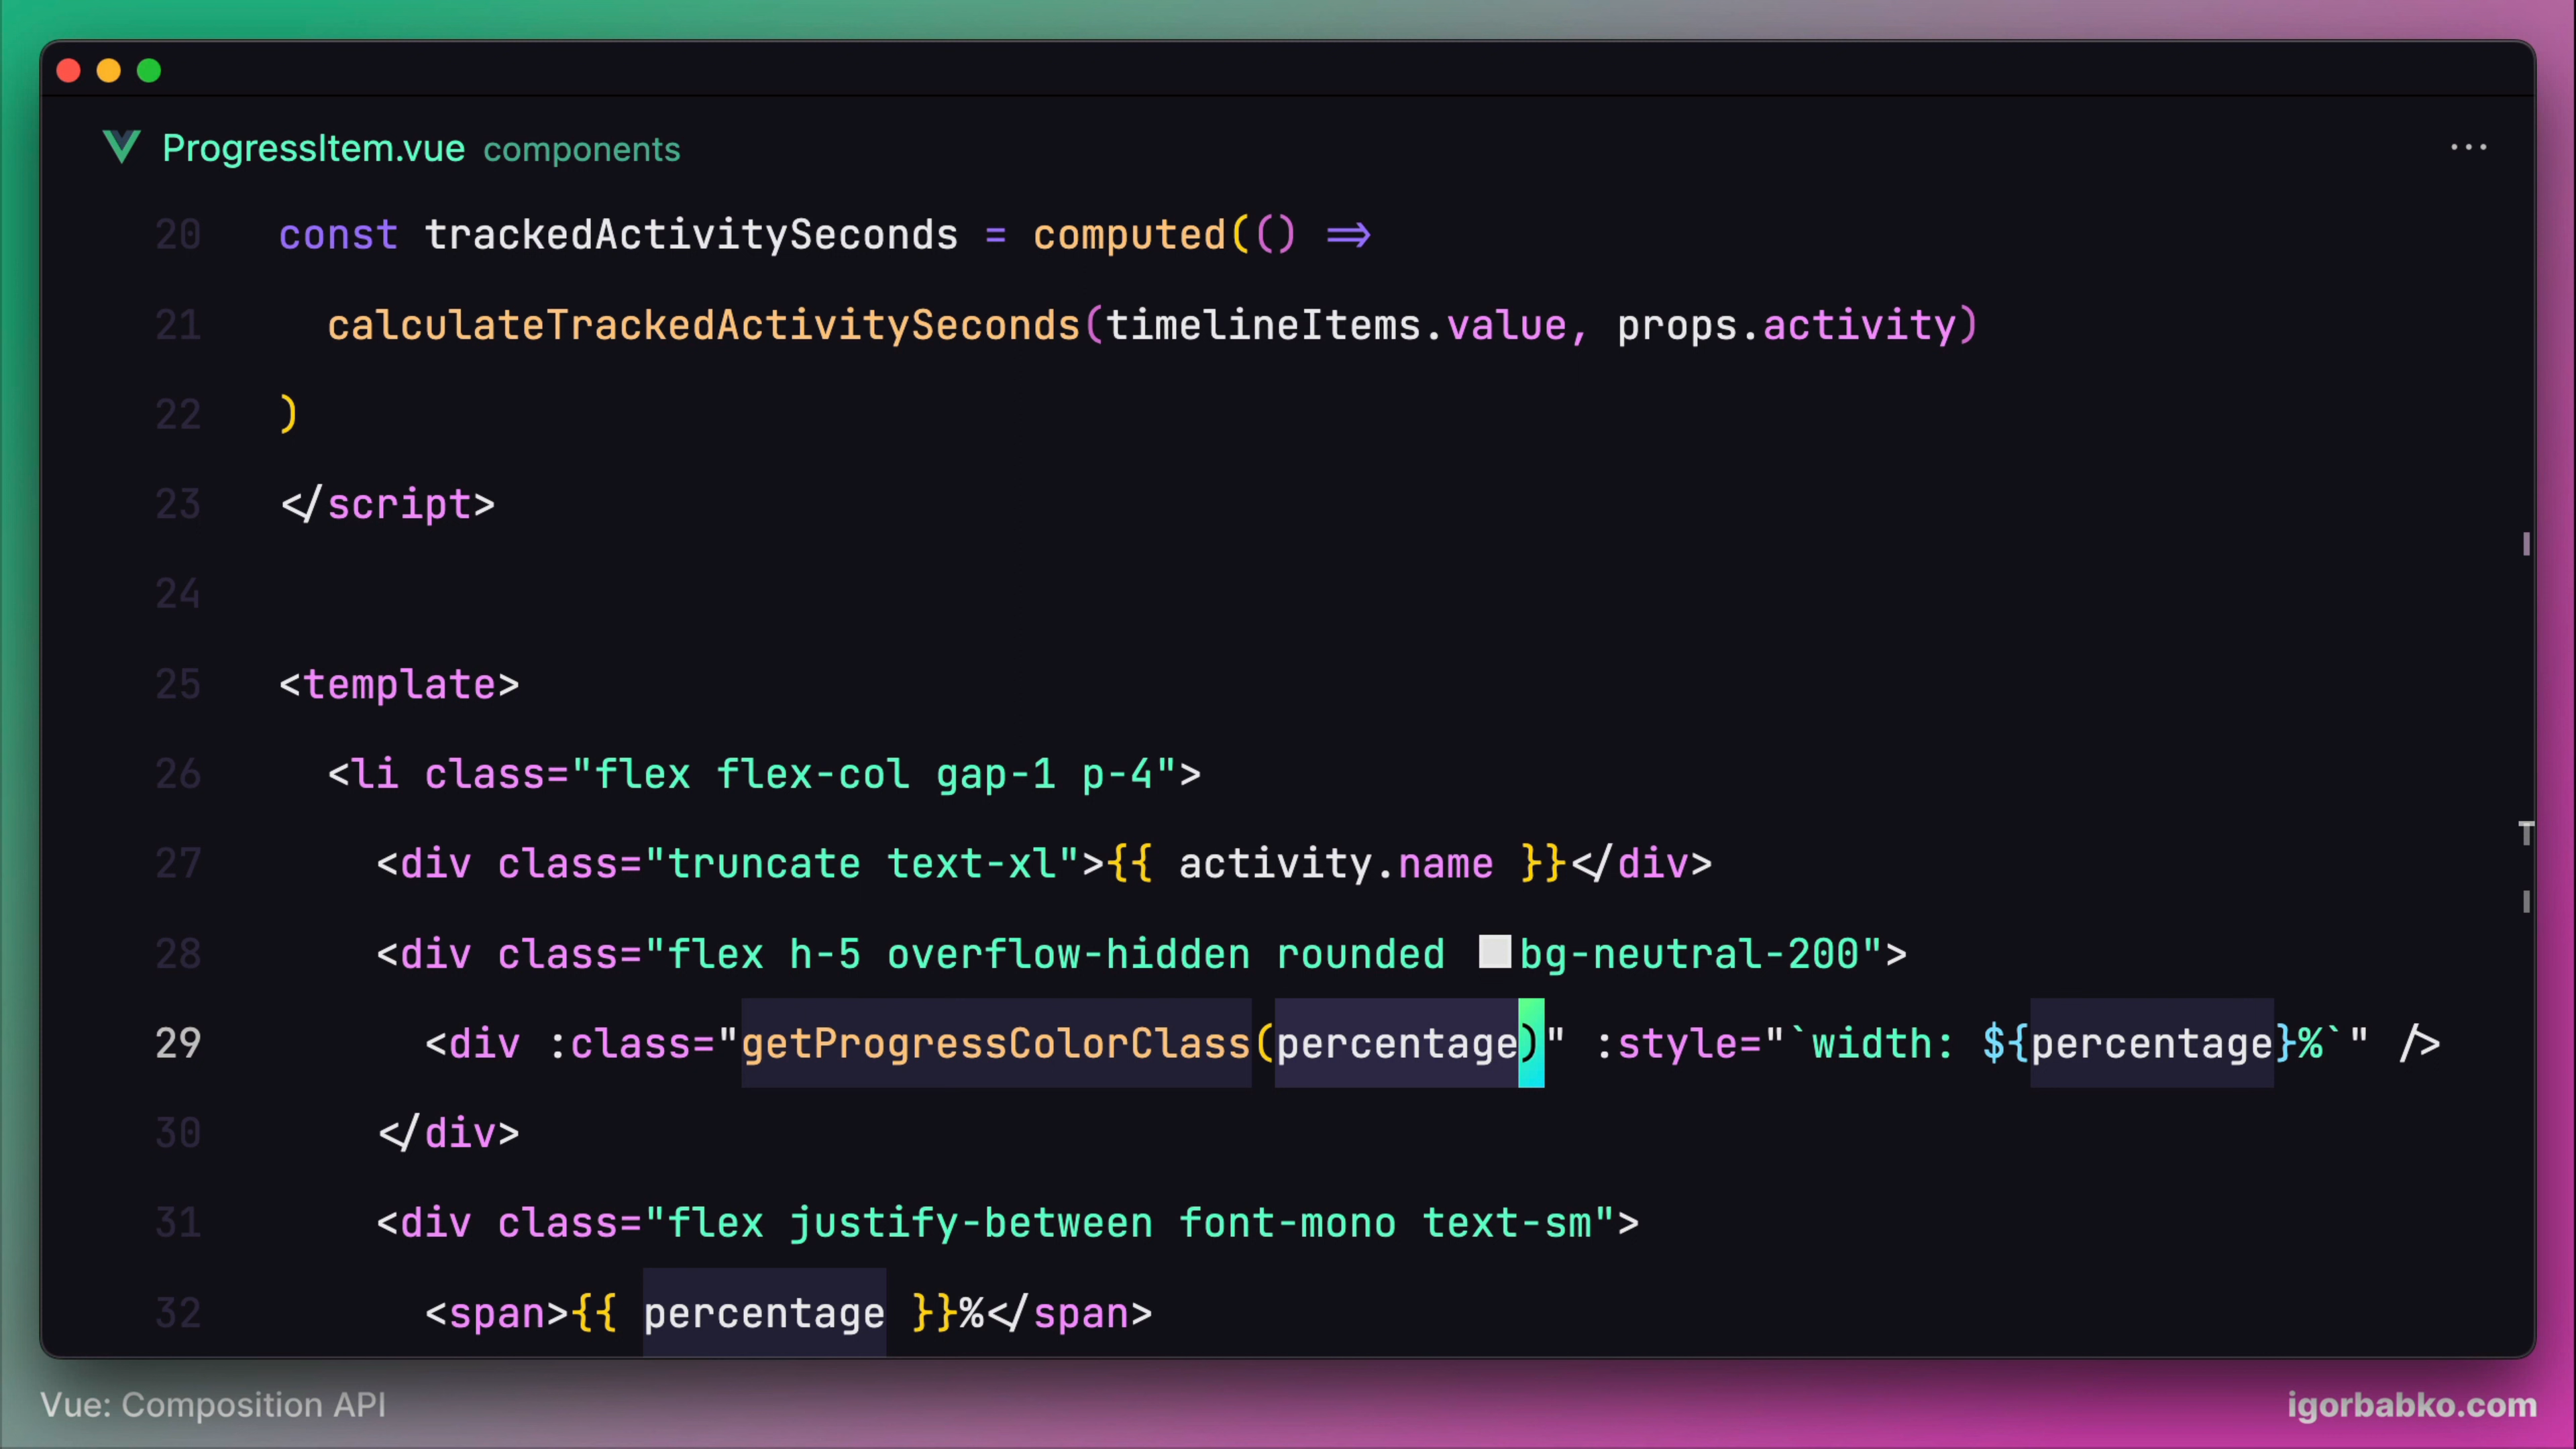 ProgressItem.vue components
...
20 const trackedActivitySeconds = computed(() =>
21 calculateTrackedActivitySeconds(timelineItems.value, props.activity)
22 )
23 </script>
24
25 <template>
26 <li class="flex flex-col gap-1 p-4">
27 <div class="truncate text-xl">{{ activity.name }}</div>
28 <div class="flex h-5 overflow-hidden rounded bg-neutral-200">
29 <div :class="getProgressColorClass(percentage)" :style="`width: ${percentage}%`" />
30 </div>
31 <div class="flex justify-between font-mono text-sm">
32 <span>{{ percentage }}%</span>
Vue: Composition API
igorbabko.com